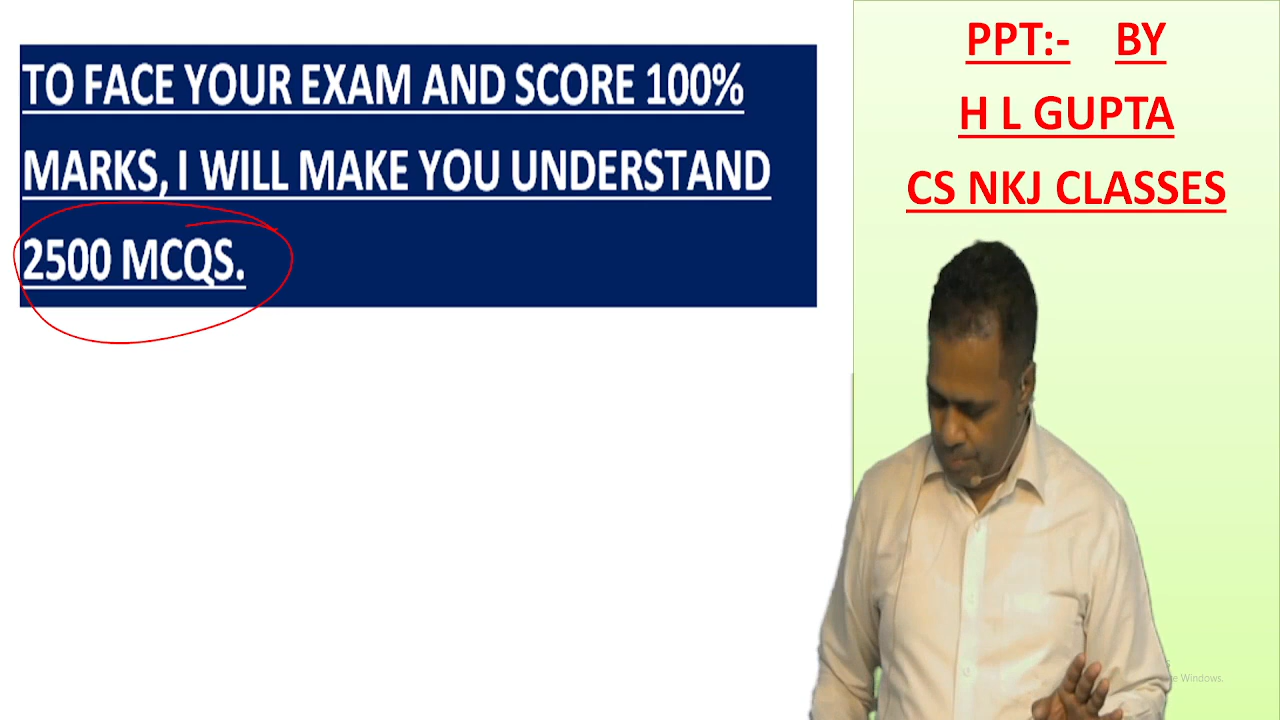 TO FACE YOUR EXAM AND SCORE 100%
MARKS, I WILL MAKE YOU UNDERSTAND
2500 MCQS.
PPT:- BY
H L GUPTA
CS NKJ CLASSES
Windows.